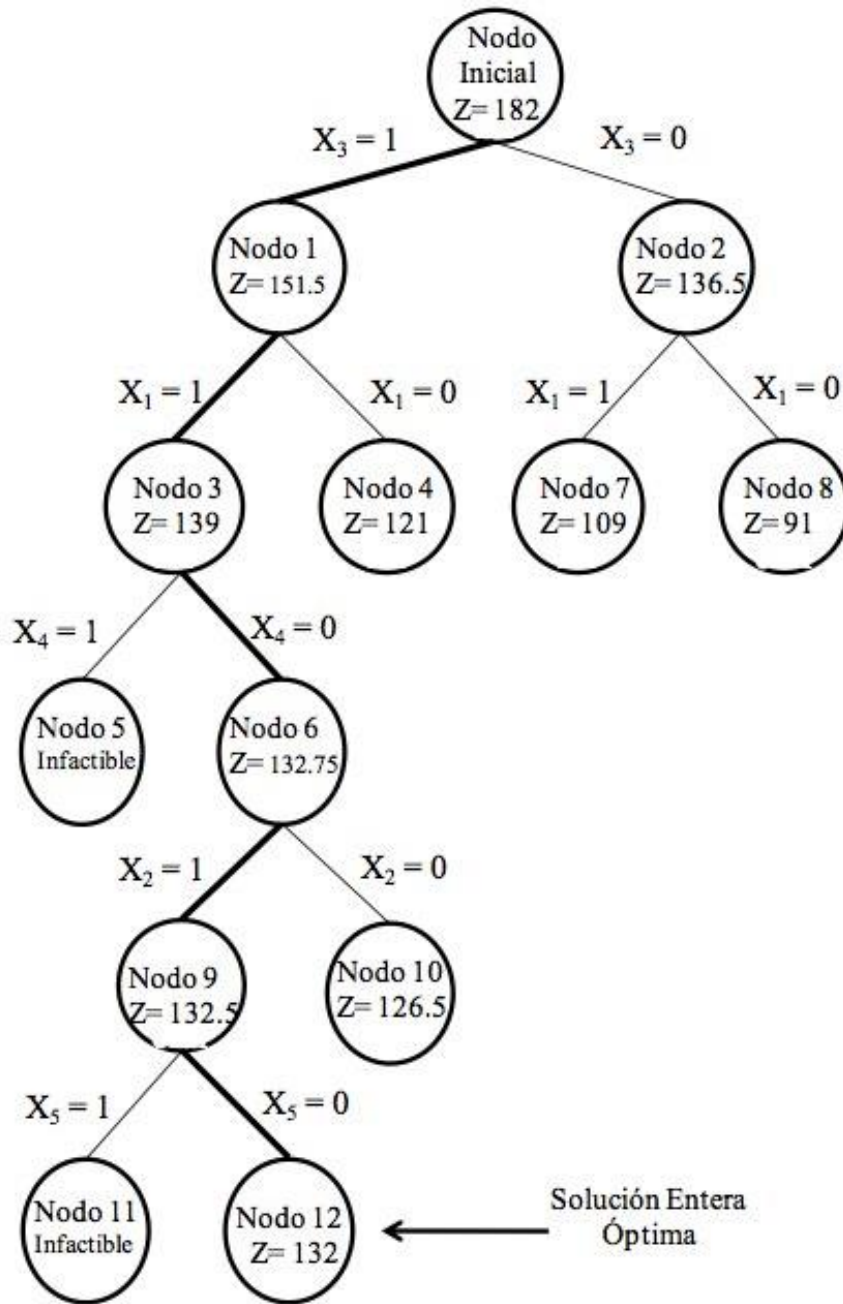 Nodo
Inicial
Z= 182
X₃ = 1
X₃ = 0
Nodo 1
Z= 151.5
Nodo 2
Z= 136.5
X₁ = 1
X₁ = 0
X₁ = 1
X₁ = 0
Nodo 3
Z= 139
Nodo 4
Z= 121
Nodo 7
Z= 109
Nodo 8
Z= 91
X₄ = 1
X₄ = 0
Nodo 5
Infactible
Nodo 6
Z= 132.75
X₂ = 1
X₂ = 0
Nodo 9
Z= 132.5
Nodo 10
Z= 126.5
X₅ = 1
X₅ = 0
Nodo 11
Infactible
Nodo 12
Z= 132
Solución Entera
Óptima